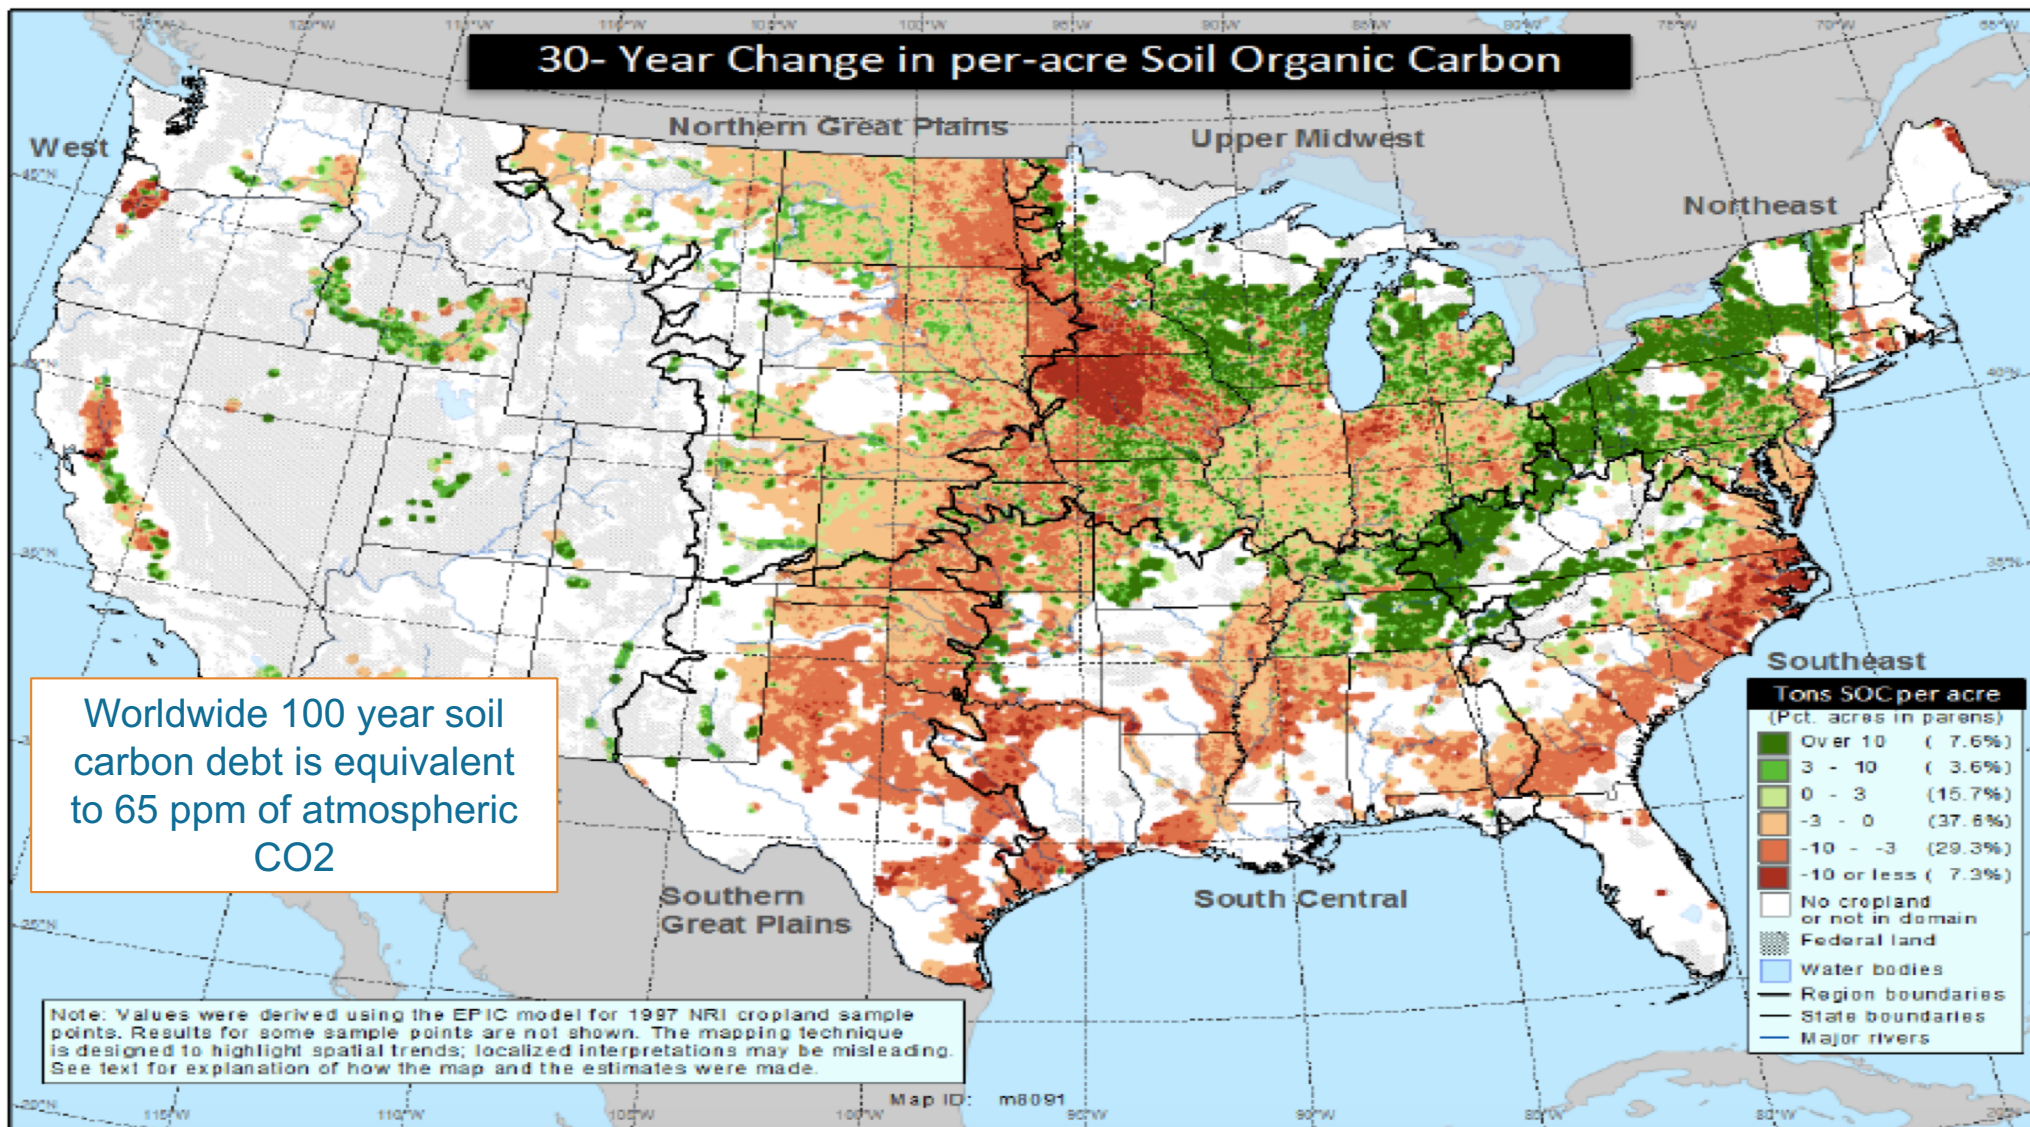 30- Year Change in per-acre Soil Organic Carbon
West
Northern Great Plains
Upper Midwest
Northeast
Southeast
South Central
Southern
Great Plains
Worldwide 100 year soil
carbon debt is equivalent
to 65 ppm of atmospheric
CO2
Tons SOC per acre
(Pct. acres in parens)
Over 10 ( 7.6%)
3 - 10 ( 3.6%)
0 - 3 (15.7%)
-3 - 0 (37.6%)
-10 - -3 (29.3%)
-10 or less ( 7.3%)
No cropland
or not in domain
Federal land
Water bodies
Region boundaries
State boundaries
Major rivers
Note: Values were derived using the EPIC model for 1997 NRI cropland sample
points. Results for some sample points are not shown. The mapping technique
is designed to highlight spatial trends; localized interpretations may be misleading.
See text for explanation of how the map and the estimates were made.
Map ID: m8091
115°W
110°W
105°W
100°W
95°W
90°W